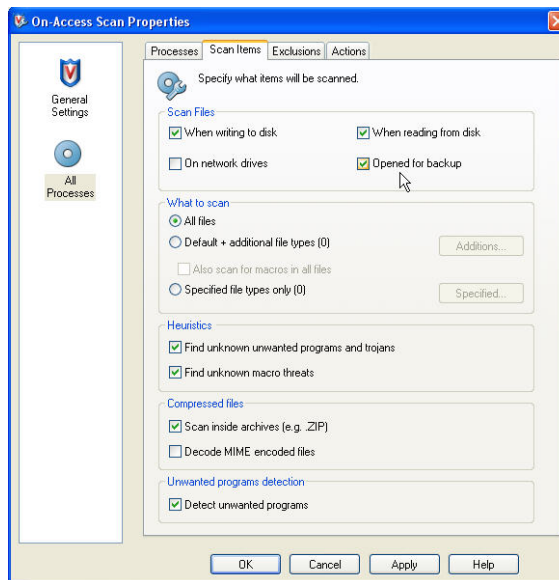 On-Access Scan Properties
General
Settings
All
Processes
Processes Scan Items Exclusions Actions
Specify what items will be scanned.
Scan Files
When writing to disk When reading from disk
On network drives Opened for backup
What to scan
All files
Default + additional file types (0) Additions...
Also scan for macros in all files
Specified file types only (0) Specified...
Heuristics
Find unknown unwanted programs and trojans
Find unknown macro threats
Compressed files
Scan inside archives (e.g. .ZIP)
Decode MIME encoded files
Unwanted programs detection
Detect unwanted programs
OK Cancel Apply Help